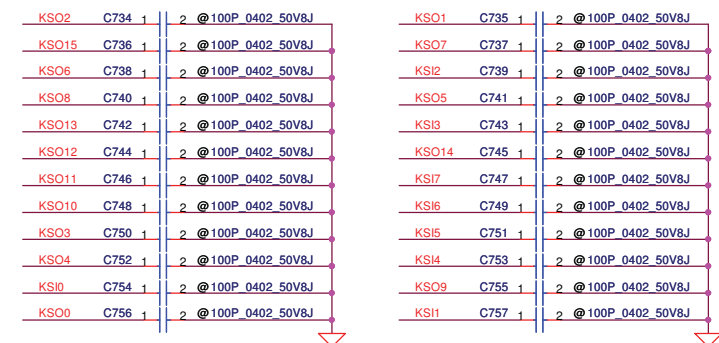 KSO2 C734 1 2 @100P_0402_50V8J KSO1 C735 1 2 @100P_0402_50V8J
KSO15 C736 1 2 @100P_0402_50V8J KSO7 C737 1 2 @100P_0402_50V8J
KSO6 C738 1 2 @100P_0402_50V8J KSI2 C739 1 2 @100P_0402_50V8J
KSO8 C740 1 2 @100P_0402_50V8J KSO5 C741 1 2 @100P_0402_50V8J
KSO13 C742 1 2 @100P_0402_50V8J KSI3 C743 1 2 @100P_0402_50V8J
KSO12 C744 1 2 @100P_0402_50V8J KSO14 C745 1 2 @100P_0402_50V8J
KSO11 C746 1 2 @100P_0402_50V8J KSI7 C747 1 2 @100P_0402_50V8J
KSO10 C748 1 2 @100P_0402_50V8J KSI6 C749 1 2 @100P_0402_50V8J
KSO3 C750 1 2 @100P_0402_50V8J KSI5 C751 1 2 @100P_0402_50V8J
KSO4 C752 1 2 @100P_0402_50V8J KSI4 C753 1 2 @100P_0402_50V8J
KSI0 C754 1 2 @100P_0402_50V8J KSO9 C755 1 2 @100P_0402_50V8J
KSO0 C756 1 2 @100P_0402_50V8J KSI1 C757 1 2 @100P_0402_50V8J